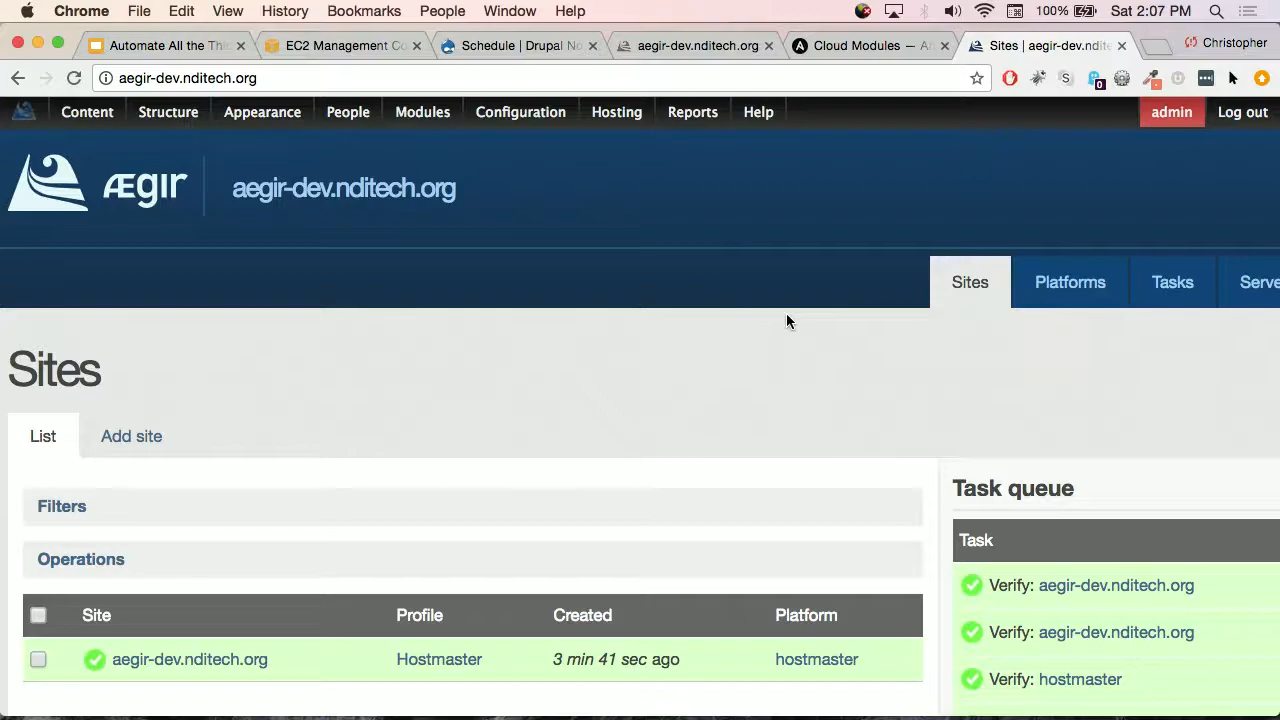 Chrome File Edit View History Bookmarks People Window Help 100% Sat 2:07 PM
Automate All the Thi EC2 Management Co Schedule | Drupal No aegir-dev.nditech.org Cloud Modules — An Sites | aegir-dev.ndite Christopher
aegir-dev.nditech.org 0
Content Structure Appearance People Modules Configuration Hosting Reports Help admin Log out
ÆGIR aegir-dev.nditech.org
Sites Platforms Tasks Serve
Sites
List Add site
Filters
Operations
Site Profile Created Platform
aegir-dev.nditech.org Hostmaster 3 min 41 sec ago hostmaster
Task queue
Task
Verify: aegir-dev.nditech.org
Verify: aegir-dev.nditech.org
Verify: hostmaster